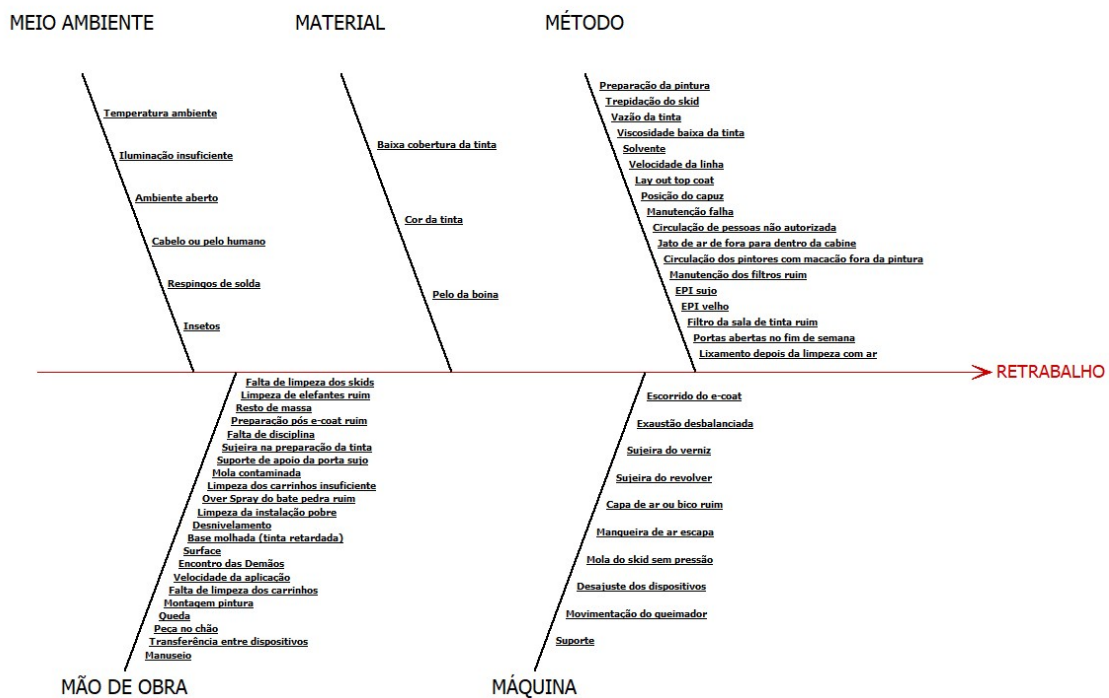 MEIO AMBIENTE
MATERIAL
MÉTODO
Temperatura ambiente
Iluminação insuficiente
Ambiente aberto
Cabelo ou pelo humano
Respingos de solda
Insetos
Baixa cobertura da tinta
Cor da tinta
Pelo da boina
Preparação da pintura
Trepidação do skid
Vazão da tinta
Viscosidade baixa da tinta
Solvente
Velocidade da linha
Lay out top coat
Posição do capuz
Manutenção falha
Circulação de pessoas não autorizada
Jato de ar de fora para dentro da cabine
Circulação dos pintores com macacão fora da pintura
Manutenção dos filtros ruim
EPI sujo
EPI velho
Filtro da sala de tinta ruim
Portas abertas no fim de semana
Lixamento depois da limpeza com ar
RETRABALHO
Falta de limpeza dos skids
Limpeza de elefantes ruim
Resto de massa
Preparação pós e-coat ruim
Falta de disciplina
Sujeira na preparação da tinta
Suporte de apoio da porta sujo
Mola contaminada
Limpeza dos carrinhos insuficiente
Over Spray do bate pedra ruim
Limpeza da instalação pobre
Desnivelamento
Base molhada (tinta retardada)
Surface
Encontro das Demãos
Velocidade da aplicação
Falta de limpeza dos carrinhos
Montagem pintura
Queda
Peça no chão
Transferência entre dispositivos
Manuseio
Escorrido do e-coat
Exaustão desbalanciada
Sujeira do verniz
Sujeira do revolver
Capa de ar ou bico ruim
Mangueira de ar escapa
Mola do skid sem pressão
Desajuste dos dispositivos
Movimentação do queimador
Suporte
MÃO DE OBRA
MÁQUINA